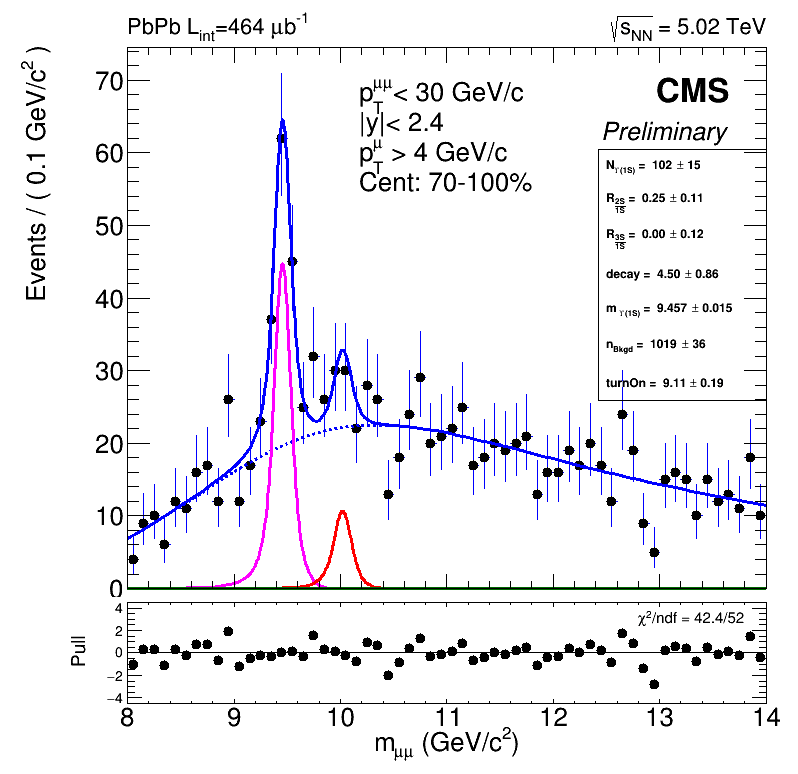 PbPb L_int=464 μb⁻¹
√s_NN = 5.02 TeV
Events / ( 0.1 GeV/c²)
70
60
50
40
30
20
10
0
p_T^μμ < 30 GeV/c
|y|< 2.4
p_T^μ > 4 GeV/c
Cent: 70-100%
CMS
Preliminary
N_ϒ(1S) = 102 ± 15
R_2S/1S = 0.25 ± 0.11
R_3S/1S = 0.00 ± 0.12
decay = 4.50 ± 0.86
m_ϒ(1S) = 9.457 ± 0.015
n_Bkgd = 1019 ± 36
turnOn = 9.11 ± 0.19
Pull
4
2
0
−2
−4
χ²/ndf = 42.4/52
8 9 10 11 12 13 14
m_μμ (GeV/c²)